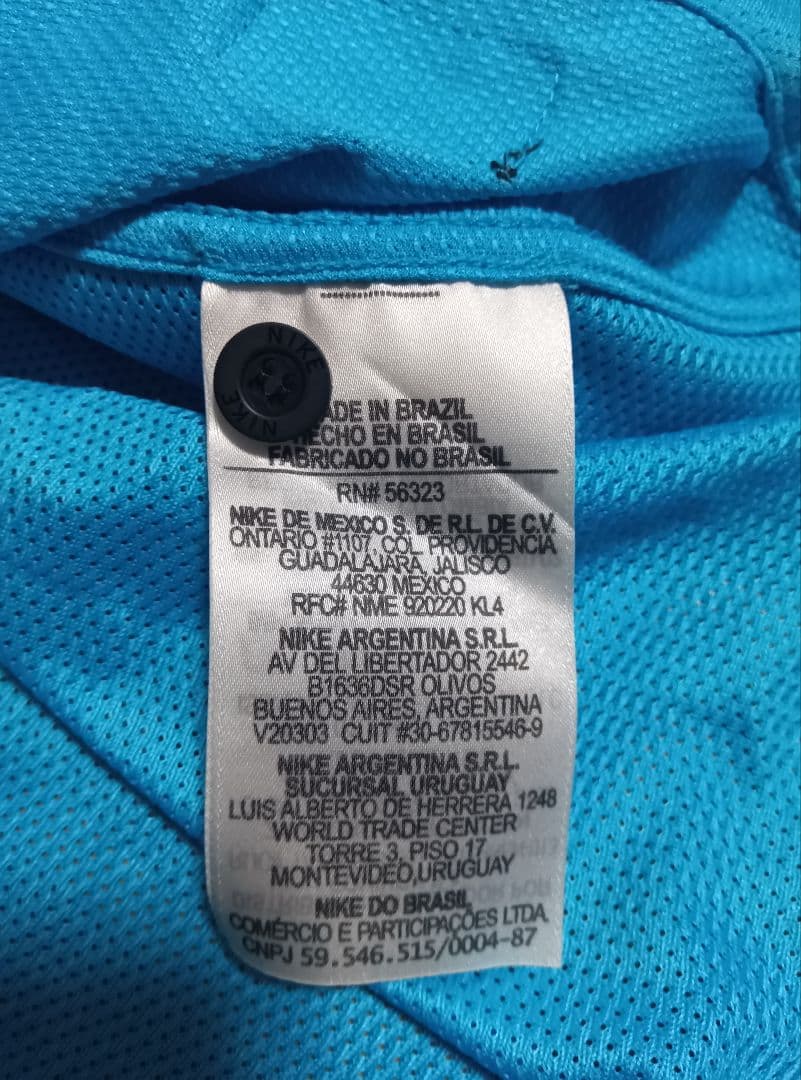 NIKE
NIKE
ADE IN BRAZIL
HECHO EN BRASIL
FABRICADO NO BRASIL
RN# 56323
NIKE DE MEXICO S. DE R.L. DE C.V.
ONTARIO #1107, COL. PROVIDENCIA
GUADALAJARA, JALISCO
44630 MEXICO
RFC# NME 920220 KL4
NIKE ARGENTINA S.R.L.
AV DEL LIBERTADOR 2442
B1636DSR OLIVOS
BUENOS AIRES, ARGENTINA
V20303 CUIT #30-67815546-9
NIKE ARGENTINA S.R.L.
SUCURSAL URUGUAY
LUIS ALBERTO DE HERRERA 1248
WORLD TRADE CENTER
TORRE 3, PISO 17
MONTEVIDEO,URUGUAY
NIKE DO BRASIL
COMÉRCIO E PARTICIPAÇÕES LTDA.
CNPJ 59.546.515/0004-87